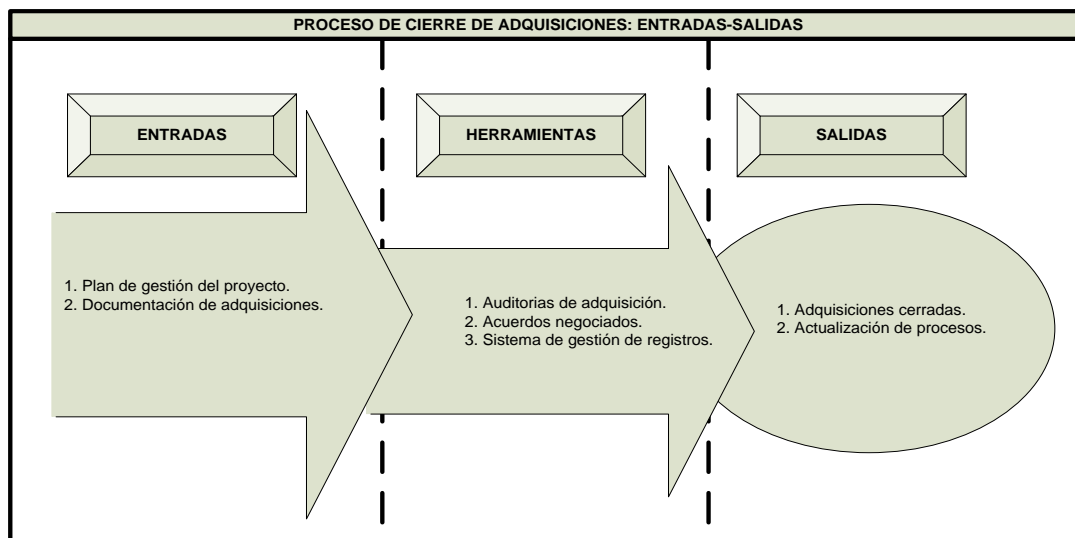 PROCESO DE CIERRE DE ADQUISICIONES: ENTRADAS-SALIDAS
ENTRADAS
HERRAMIENTAS
SALIDAS
1. Plan de gestión del proyecto.
2. Documentación de adquisiciones.
1. Auditorias de adquisición.
2. Acuerdos negociados.
3. Sistema de gestión de registros.
1. Adquisiciones cerradas.
2. Actualización de procesos.